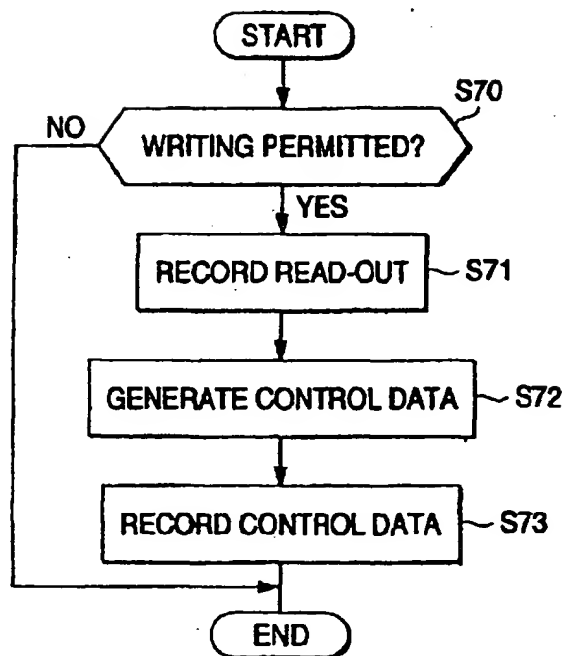 START
S70
NO
WRITING PERMITTED?
YES
RECORD READ-OUT
S71
GENERATE CONTROL DATA
S72
RECORD CONTROL DATA
S73
END